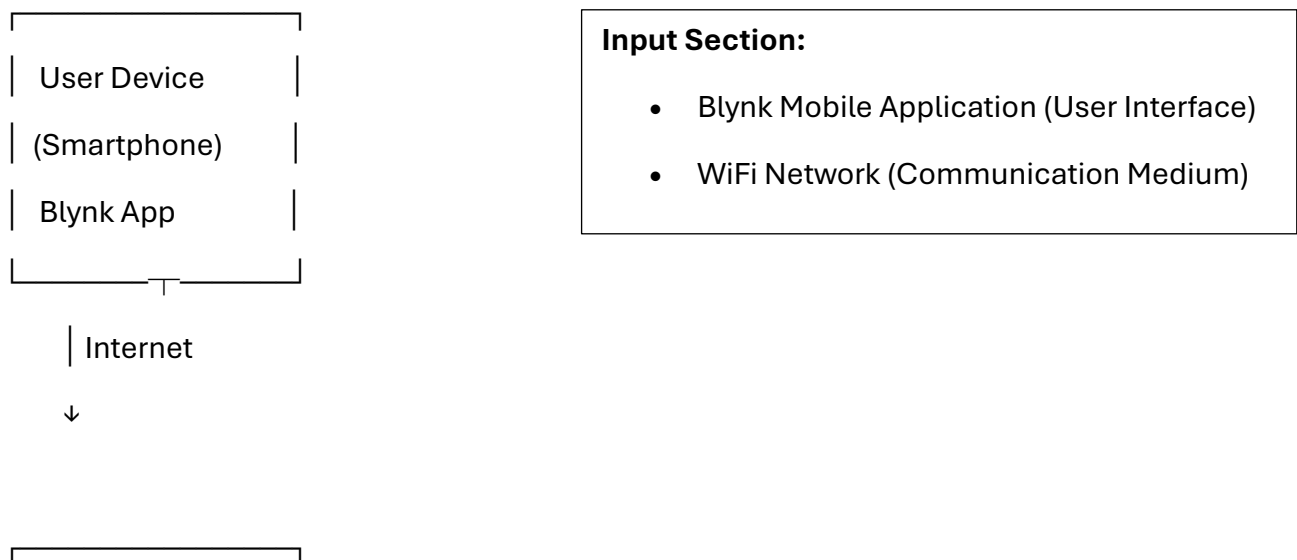 User Device
(Smartphone)
Blynk App
Internet
Input Section:
• Blynk Mobile Application (User Interface)
• WiFi Network (Communication Medium)